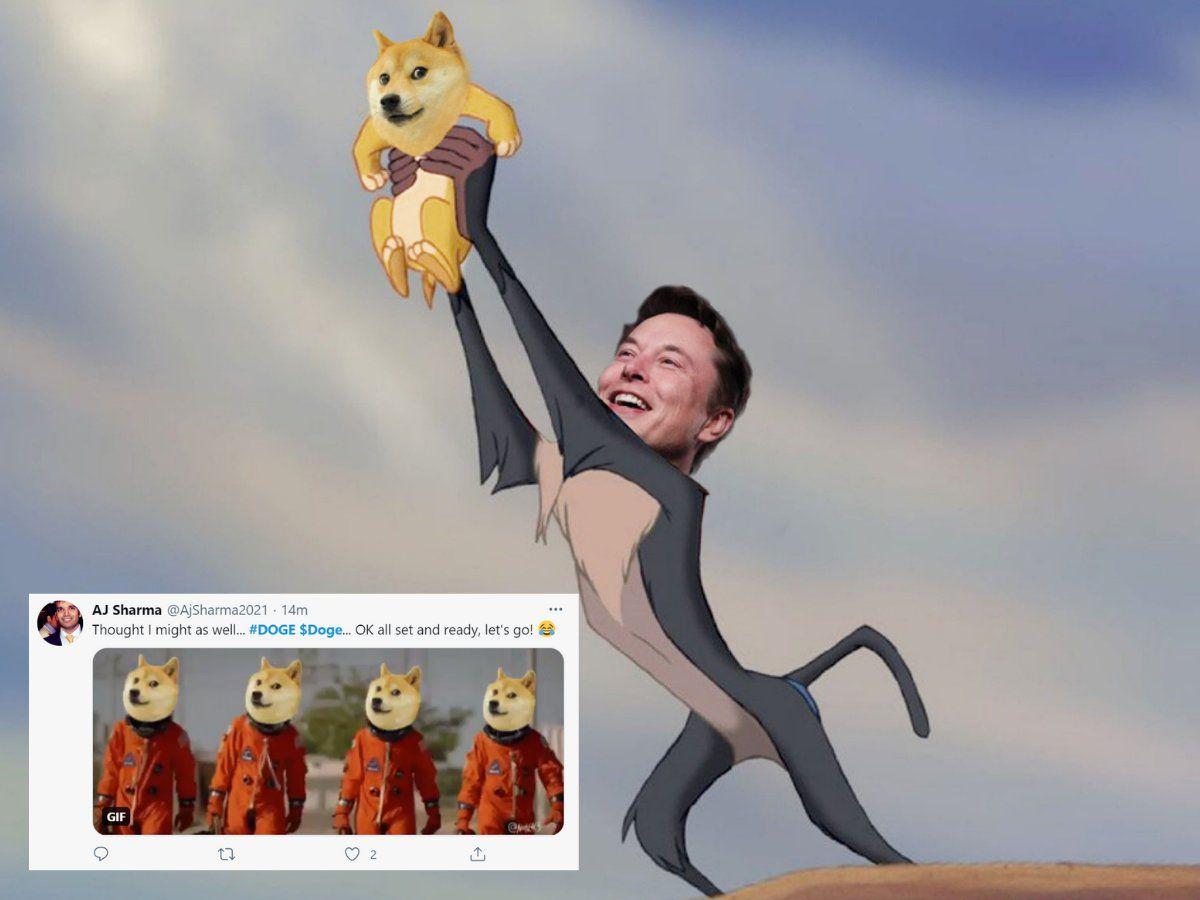 AJ Sharma @AjSharma2021 · 14m
Thought I might as well... #DOGE $Doge... OK all set and ready, let's go! 😂
GIF
2